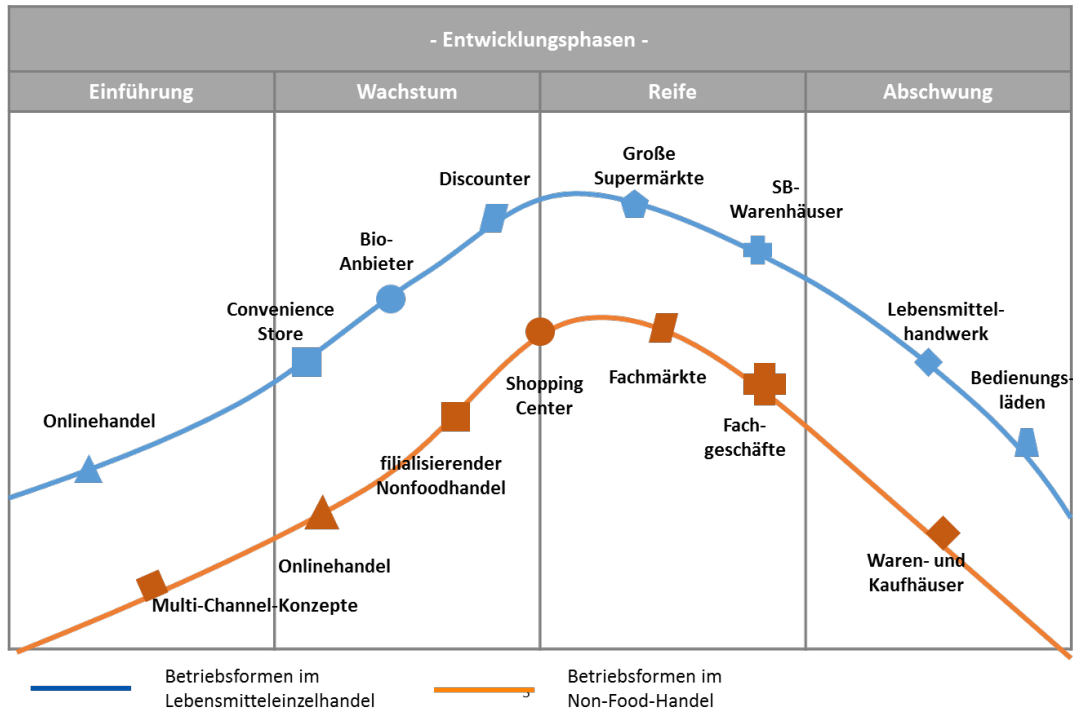 - Entwicklungsphasen -
Einführung
Wachstum
Reife
Abschwung
Große
Supermärkte
Discounter
SB-
Warenhäuser
Bio-
Anbieter
Convenience
Store
Lebensmittel-
handwerk
Bedienungs-
läden
Onlinehandel
Shopping
Center
Fachmärkte
Fach-
geschäfte
filialisierender
Nonfoodhandel
Onlinehandel
Multi-Channel-Konzepte
Waren- und
Kaufhäuser
Betriebsformen im
Lebensmitteleinzelhandel
Betriebsformen im
Non-Food-Handel